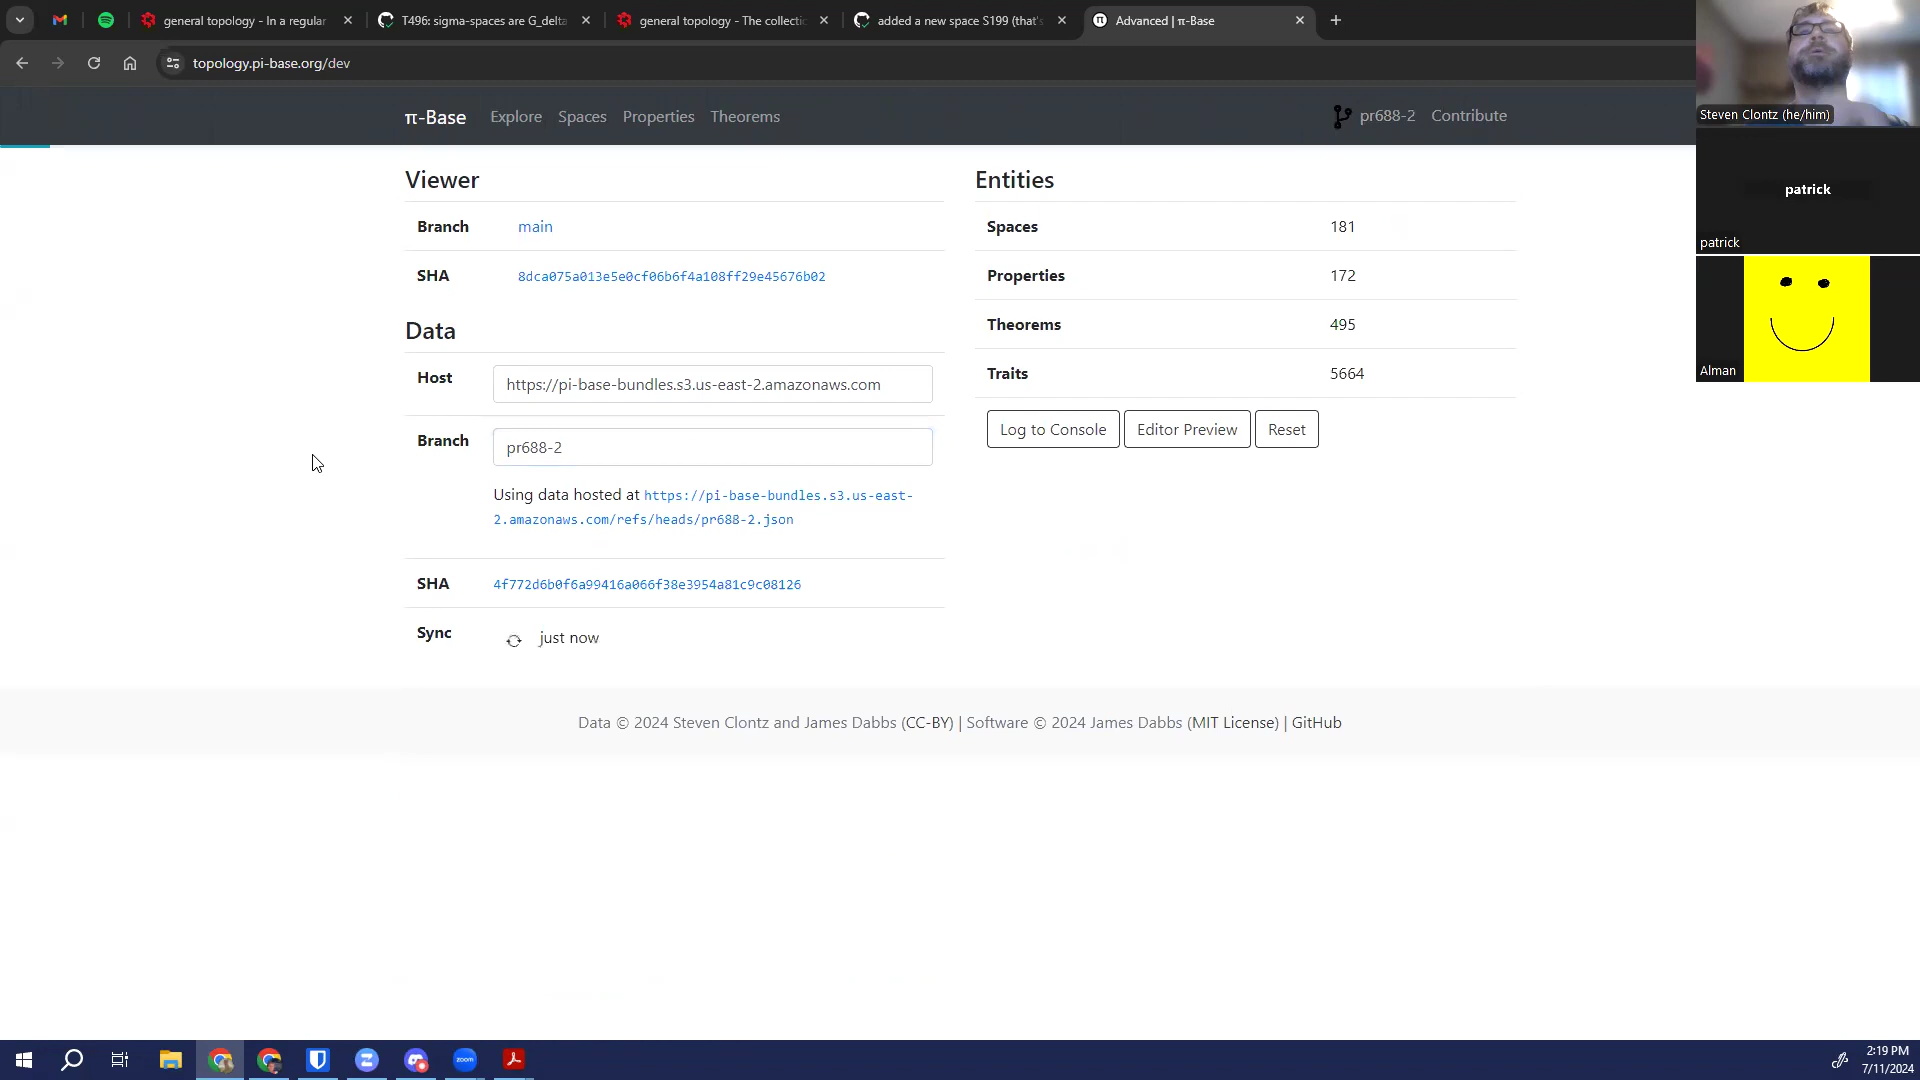 general topology - In a regular
T496: sigma-spaces are G_delta
general topology - The collectio
added a new space S199 (that's
Advanced | π-Base
topology.pi-base.org/dev
π-Base
Explore
Spaces
Properties
Theorems
pr688-2
Contribute
Viewer
Branch
main
SHA
8dca075a013e5e0cf06b6f4a108ff29e45676b02
Data
Host
https://pi-base-bundles.s3.us-east-2.amazonaws.com
Branch
pr688-2
Using data hosted at https://pi-base-bundles.s3.us-east-
2.amazonaws.com/refs/heads/pr688-2.json
SHA
4f772d6b0f6a99416a066f38e3954a81c9c08126
Sync
just now
Entities
Spaces 181
Properties 172
Theorems 495
Traits 5664
Log to Console
Editor Preview
Reset
Data © 2024 Steven Clontz and James Dabbs (CC-BY) | Software © 2024 James Dabbs (MIT License) | GitHub
Steven Clontz (he/him)
patrick
patrick
Alman
zoom
2:19 PM
7/11/2024